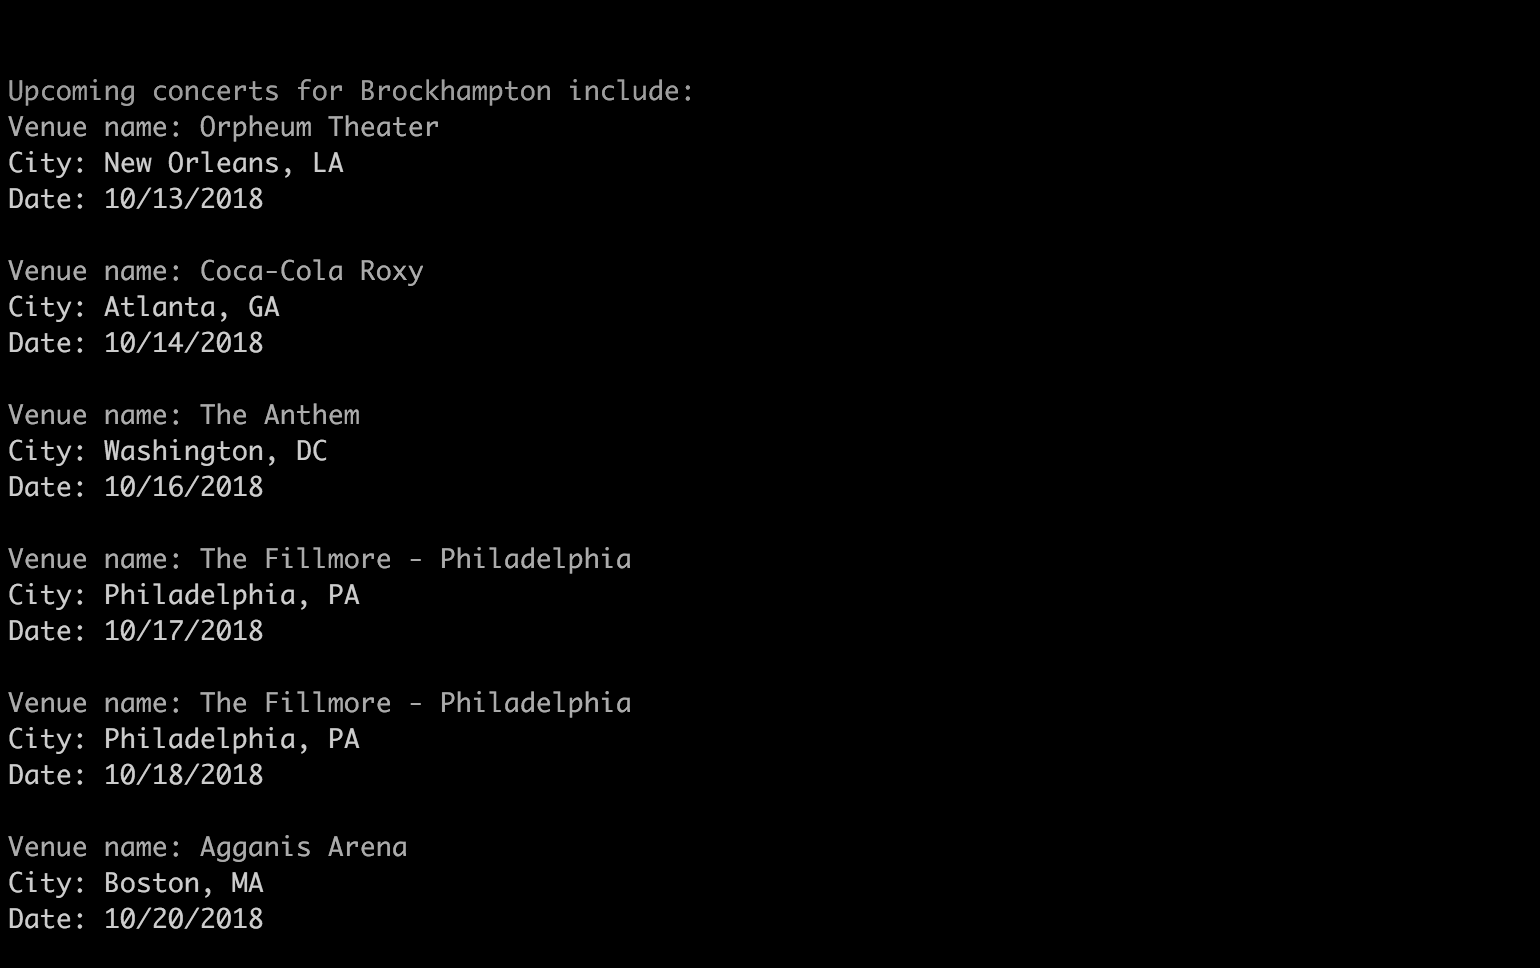 Upcoming concerts for Brockhampton include:
Venue name: Orpheum Theater
City: New Orleans, LA
Date: 10/13/2018
Venue name: Coca-Cola Roxy
City: Atlanta, GA
Date: 10/14/2018
Venue name: The Anthem
City: Washington, DC
Date: 10/16/2018
Venue name: The Fillmore - Philadelphia
City: Philadelphia, PA
Date: 10/17/2018
Venue name: The Fillmore - Philadelphia
City: Philadelphia, PA
Date: 10/18/2018
Venue name: Agganis Arena
City: Boston, MA
Date: 10/20/2018